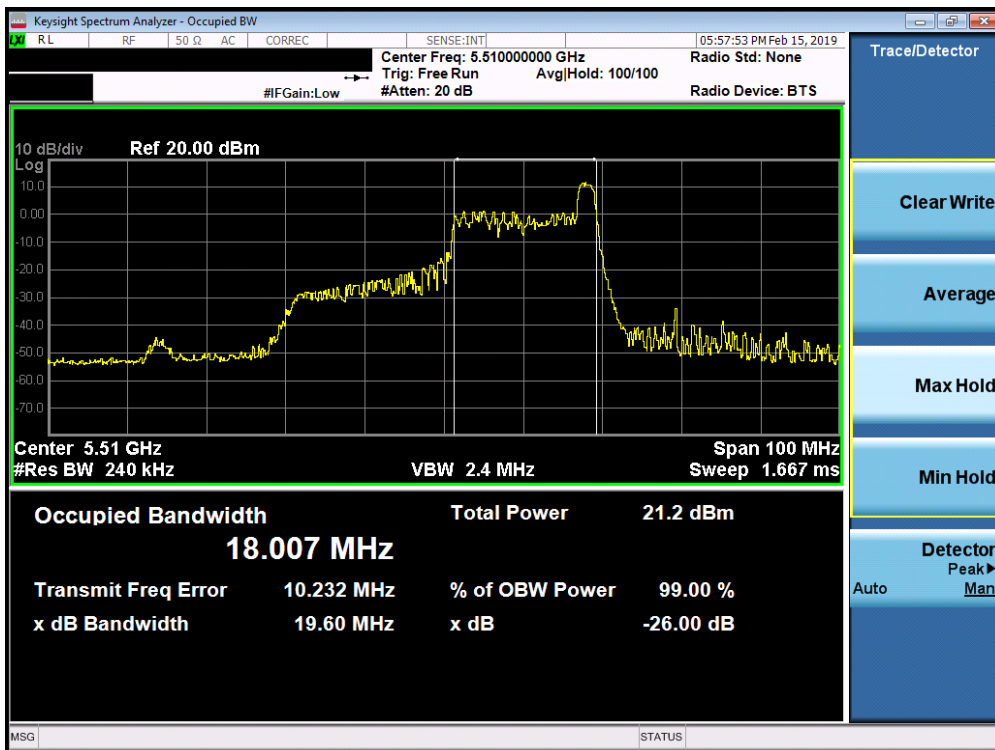 Keysight Spectrum Analyzer - Occupied BW
LXI RL RF 50 Ω AC CORREC SENSE:INT 05:57:53 PM Feb 15, 2019
Center Freq: 5.510000000 GHz Radio Std: None
Trig: Free Run Avg|Hold: 100/100
#IFGain:Low #Atten: 20 dB Radio Device: BTS
10 dB/div Ref 20.00 dBm
Log
10.0
0.00
-10.0
-20.0
-30.0
-40.0
-50.0
-60.0
-70.0
Center 5.51 GHz Span 100 MHz
#Res BW 240 kHz VBW 2.4 MHz Sweep 1.667 ms
Occupied Bandwidth Total Power 21.2 dBm
18.007 MHz
Transmit Freq Error 10.232 MHz % of OBW Power 99.00 %
x dB Bandwidth 19.60 MHz x dB -26.00 dB
MSG STATUS
Trace/Detector
Clear Write
Average
Max Hold
Min Hold
Detector
Peak▶
Auto Man